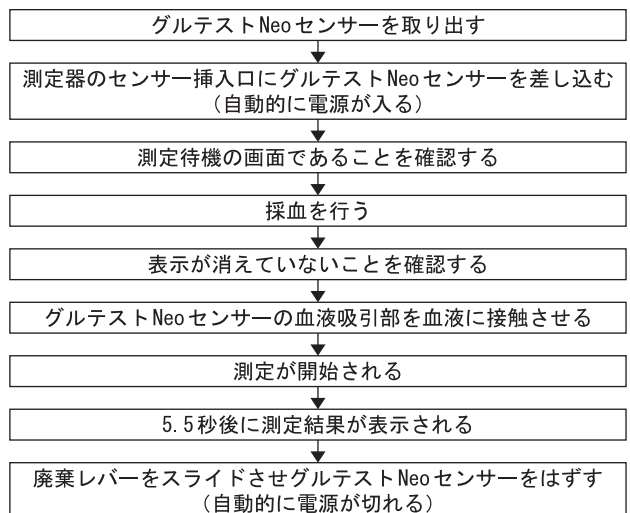 グルテストNeoセンサーを取り出す
測定器のセンサー挿入口にグルテストNeoセンサーを差し込む
（自動的に電源が入る）
測定待機の画面であることを確認する
採血を行う
表示が消えていないことを確認する
グルテストNeoセンサーの血液吸引部を血液に接触させる
測定が開始される
5.5秒後に測定結果が表示される
廃棄レバーをスライドさせグルテストNeoセンサーをはずす
（自動的に電源が切れる）